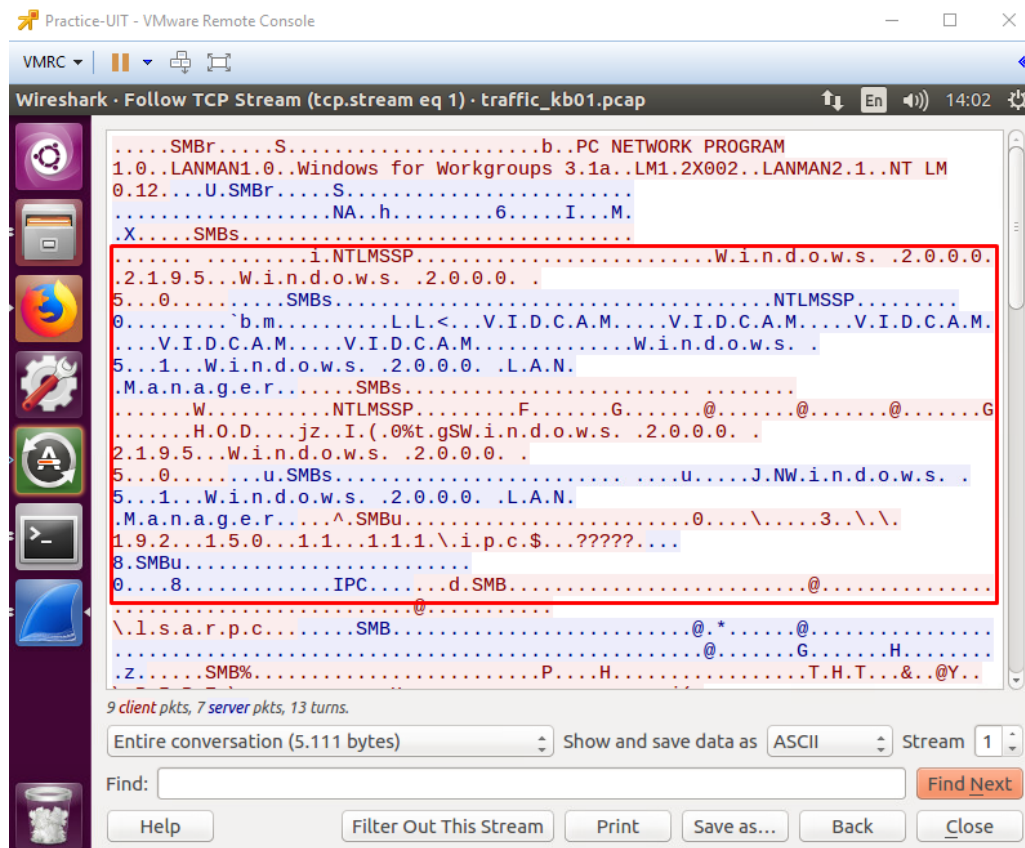 Practice-UIT - VMware Remote Console
VMRC
Wireshark · Follow TCP Stream (tcp.stream eq 1) · traffic_kb01.pcap
En
14:02
.....SMBr.....S......................b..PC NETWORK PROGRAM
1.0..LANMAN1.0..Windows for Workgroups 3.1a..LM1.2X002..LANMAN2.1..NT LM
0.12....U.SMBr.....S.........................
...................NA..h.........6.....I...M.
.X.....SMBs..................................
....... ..........i.NTLMSSP..........................W.i.n.d.o.w.s. .2.0.0.0.
.2.1.9.5...W.i.n.d.o.w.s. .2.0.0.0. .
5...0..........SMBs.......................................NTLMSSP.........
0.........`b.m..........L.L.<...V.I.D.C.A.M.....V.I.D.C.A.M.....V.I.D.C.A.M.
....V.I.D.C.A.M.....V.I.D.C.A.M..............W.i.n.d.o.w.s. .
5...1...W.i.n.d.o.w.s. .2.0.0.0. .L.A.N.
.M.a.n.a.g.e.r.......SMBs......................... .........
.......W...........NTLMSSP.........F.......G.......@.......@.......@.......G
.......H.O.D....jz..I.(.0%t.gSW.i.n.d.o.w.s. .2.0.0.0. .
2.1.9.5...W.i.n.d.o.w.s. .2.0.0.0. .
5...0........u.SMBs......................... ....u.....J.NW.i.n.d.o.w.s. .
5...1...W.i.n.d.o.w.s. .2.0.0.0. .L.A.N.
.M.a.n.a.g.e.r.....^.SMBu.........................0....\.....3..\.\.
1.9.2...1.5.0...1.1...1.1.1.\.i.p.c.$...?????....
8.SMBu.......................
0....8............IPC.......d.SMB..........................@................
..........................@...........
\.l.s.a.r.p.c........SMB..........................@.*......@................
...................................................@.......G.......H........
.z......SMB%..........................P....H.................T.H.T...&..@Y..
9 client pkts, 7 server pkts, 13 turns.
Entire conversation (5.111 bytes)
Show and save data as
ASCII
Stream
1
Find:
Find Next
Help
Filter Out This Stream
Print
Save as...
Back
Close